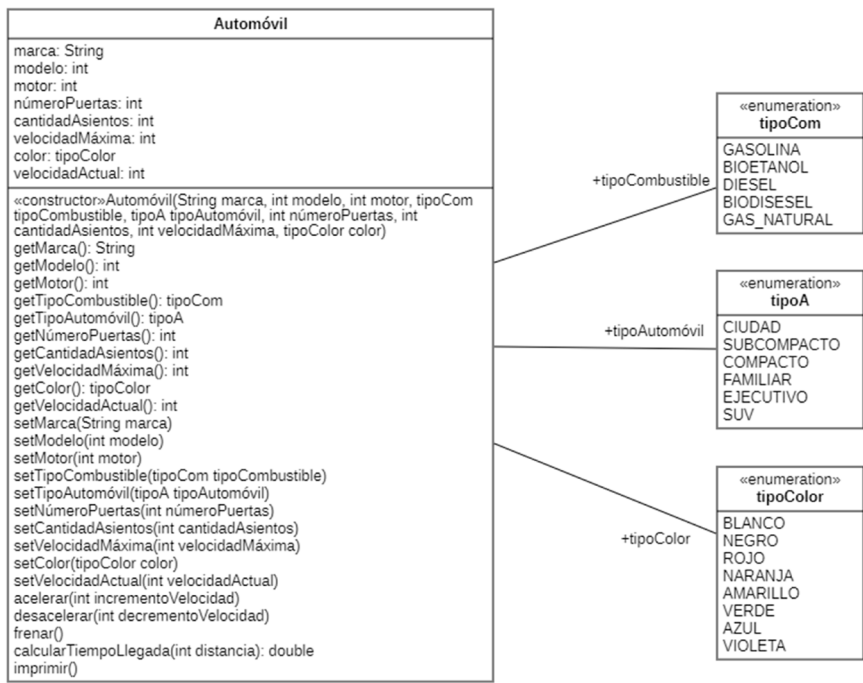 Automóvil
marca: String
modelo: int
motor: int
númeroPuertas: int
cantidadAsientos: int
velocidadMáxima: int
color: tipoColor
velocidadActual: int
«constructor»Automóvil(String marca, int modelo, int motor, tipoCom
tipoCombustible, tipoA tipoAutomóvil, int númeroPuertas, int
cantidadAsientos, int velocidadMáxima, tipoColor color)
getMarca(): String
getModelo(): int
getMotor(): int
getTipoCombustible(): tipoCom
getTipoAutomóvil(): tipoA
getNúmeroPuertas(): int
getCantidadAsientos(): int
getVelocidadMáxima(): int
getColor(): tipoColor
getVelocidadActual(): int
setMarca(String marca)
setModelo(int modelo)
setMotor(int motor)
setTipoCombustible(tipoCom tipoCombustible)
setTipoAutomóvil(tipoA tipoAutomóvil)
setNúmeroPuertas(int númeroPuertas)
setCantidadAsientos(int cantidadAsientos)
setVelocidadMáxima(int velocidadMáxima)
setColor(tipoColor color)
setVelocidadActual(int velocidadActual)
acelerar(int incrementoVelocidad)
desacelerar(int decrementoVelocidad)
frenar()
calcularTiempoLlegada(int distancia): double
imprimir()
+tipoCombustible
«enumeration»
tipoCom
GASOLINA
BIOETANOL
DIESEL
BIODISESEL
GAS_NATURAL
+tipoAutomóvil
«enumeration»
tipoA
CIUDAD
SUBCOMPACTO
COMPACTO
FAMILIAR
EJECUTIVO
SUV
+tipoColor
«enumeration»
tipoColor
BLANCO
NEGRO
ROJO
NARANJA
AMARILLO
VERDE
AZUL
VIOLETA